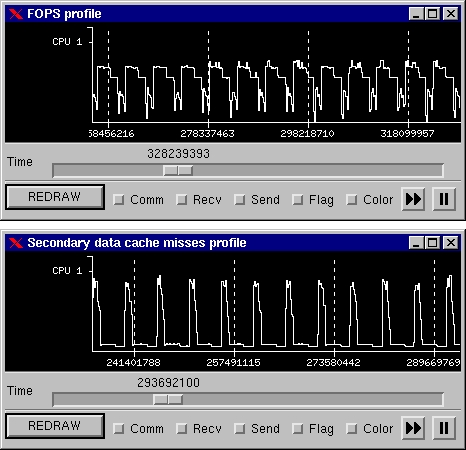 FOPS profile
CPU 1
58456216 278337463 298218710 318099957
Time
328239393
REDRAW Comm Recv Send Flag Color
Secondary data cache misses profile
CPU 1
241401788 257491115 273580442 289669769
Time
293692100
REDRAW Comm Recv Send Flag Color